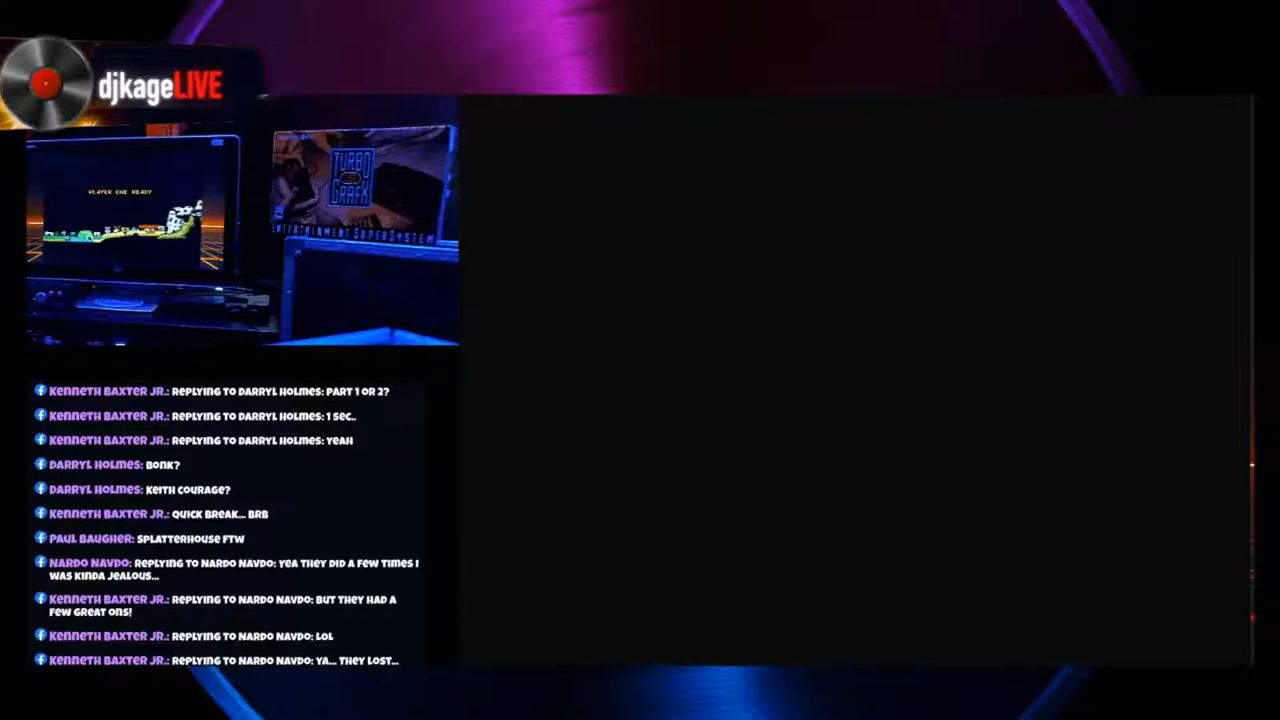 djkageLIVE
PLAYER ONE READY
TURBO
GRAFX
ENTERTAINMENT SUPERSYSTEM
Kenneth Baxter Jr.: Replying to Darryl Holmes: Part 1 or 2?
Kenneth Baxter Jr.: Replying to Darryl Holmes: 1 sec..
Kenneth Baxter Jr.: Replying to Darryl Holmes: Yeah
Darryl Holmes: Bonk?
Darryl Holmes: Keith Courage?
Kenneth Baxter Jr.: Quick break... BRB
Paul Baugher: Splatterhouse FTW
Nardo Navdo: Replying to Nardo Navdo: Yea they did a few times I
was kinda jealous...
Kenneth Baxter Jr.: Replying to Nardo Navdo: But they had a
few great ons!
Kenneth Baxter Jr.: Replying to Nardo Navdo: LOL
Kenneth Baxter Jr.: Replying to Nardo Navdo: Ya... they lost...